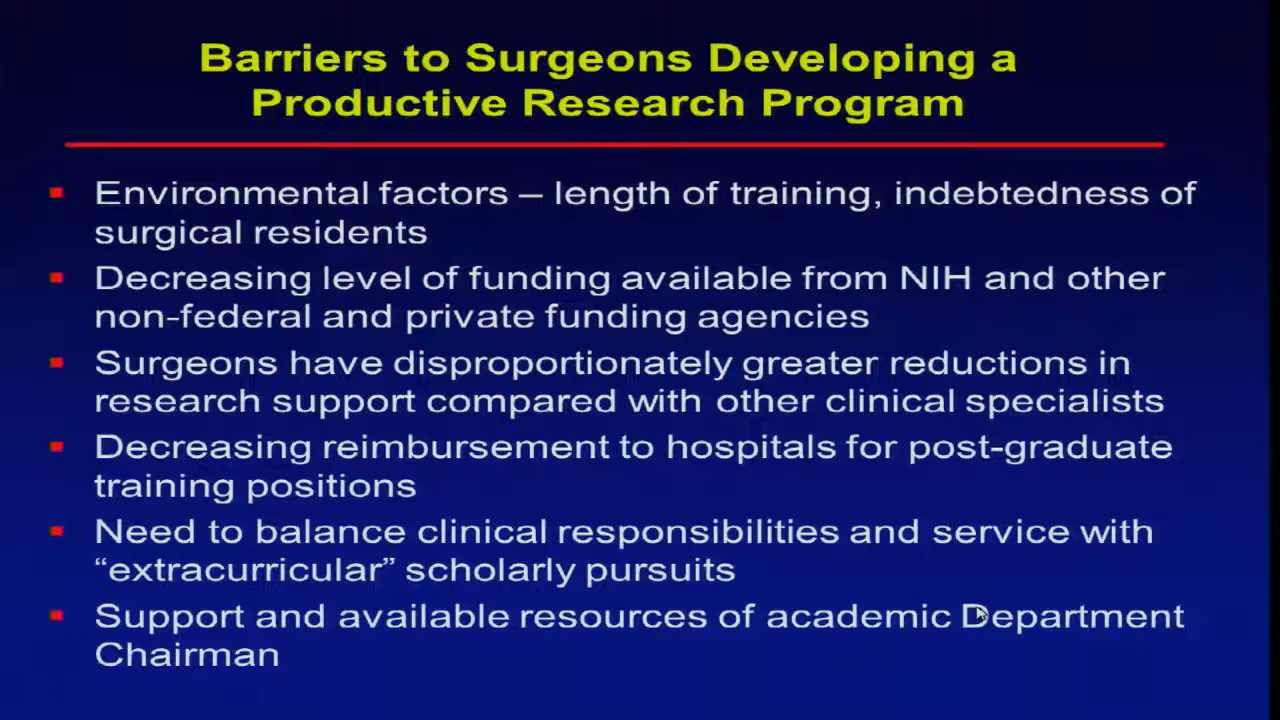 Barriers to Surgeons Developing a
Productive Research Program
Environmental factors – length of training, indebtedness of
surgical residents
Decreasing level of funding available from NIH and other
non-federal and private funding agencies
Surgeons have disproportionately greater reductions in
research support compared with other clinical specialists
Decreasing reimbursement to hospitals for post-graduate
training positions
Need to balance clinical responsibilities and service with
“extracurricular” scholarly pursuits
Support and available resources of academic Department
Chairman